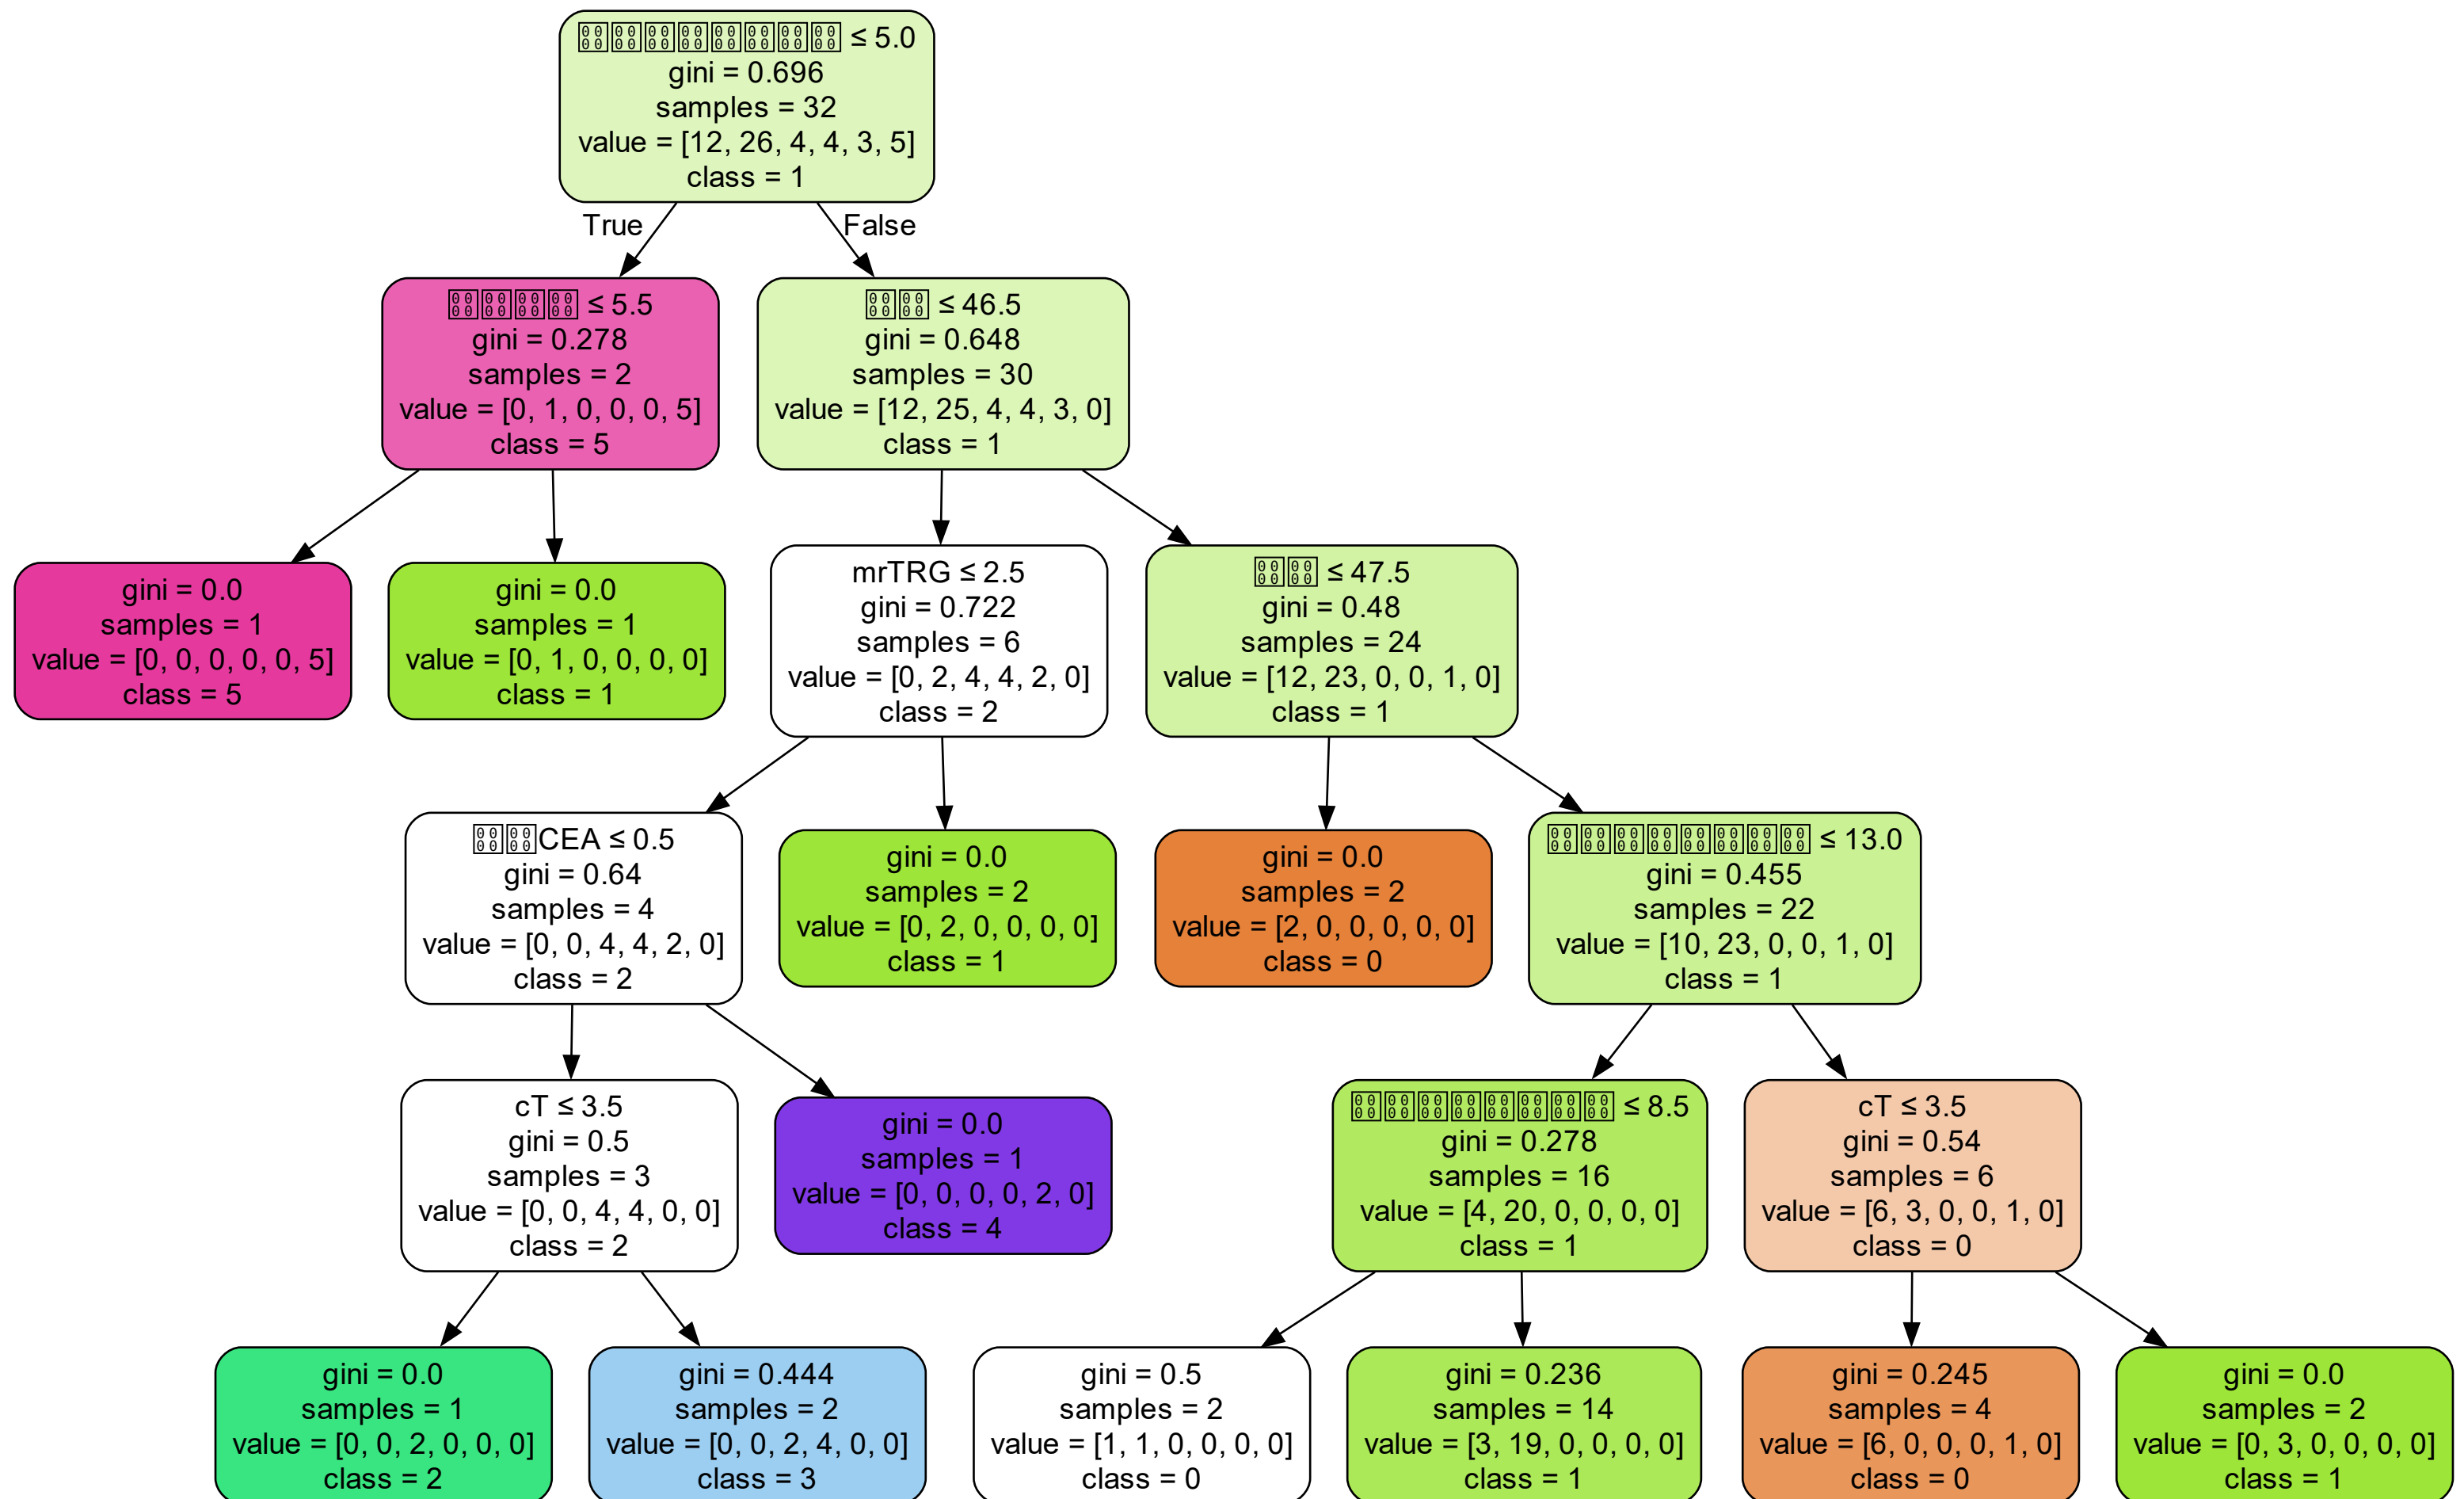 ≤ 5.0
gini = 0.696
samples = 32
value = [12, 26, 4, 4, 3, 5]
class = 1
True
False
≤ 5.5
gini = 0.278
samples = 2
value = [0, 1, 0, 0, 0, 5]
class = 5
≤ 46.5
gini = 0.648
samples = 30
value = [12, 25, 4, 4, 3, 0]
class = 1
gini = 0.0
samples = 1
value = [0, 0, 0, 0, 0, 5]
class = 5
gini = 0.0
samples = 1
value = [0, 1, 0, 0, 0, 0]
class = 1
mrTRG ≤ 2.5
gini = 0.722
samples = 6
value = [0, 2, 4, 4, 2, 0]
class = 2
≤ 47.5
gini = 0.48
samples = 24
value = [12, 23, 0, 0, 1, 0]
class = 1
CEA ≤ 0.5
gini = 0.64
samples = 4
value = [0, 0, 4, 4, 2, 0]
class = 2
gini = 0.0
samples = 2
value = [0, 2, 0, 0, 0, 0]
class = 1
gini = 0.0
samples = 2
value = [2, 0, 0, 0, 0, 0]
class = 0
≤ 13.0
gini = 0.455
samples = 22
value = [10, 23, 0, 0, 1, 0]
class = 1
cT ≤ 3.5
gini = 0.5
samples = 3
value = [0, 0, 4, 4, 0, 0]
class = 2
gini = 0.0
samples = 1
value = [0, 0, 0, 0, 2, 0]
class = 4
≤ 8.5
gini = 0.278
samples = 16
value = [4, 20, 0, 0, 0, 0]
class = 1
cT ≤ 3.5
gini = 0.54
samples = 6
value = [6, 3, 0, 0, 1, 0]
class = 0
gini = 0.0
samples = 1
value = [0, 0, 2, 0, 0, 0]
class = 2
gini = 0.444
samples = 2
value = [0, 0, 2, 4, 0, 0]
class = 3
gini = 0.5
samples = 2
value = [1, 1, 0, 0, 0, 0]
class = 0
gini = 0.236
samples = 14
value = [3, 19, 0, 0, 0, 0]
class = 1
gini = 0.245
samples = 4
value = [6, 0, 0, 0, 1, 0]
class = 0
gini = 0.0
samples = 2
value = [0, 3, 0, 0, 0, 0]
class = 1